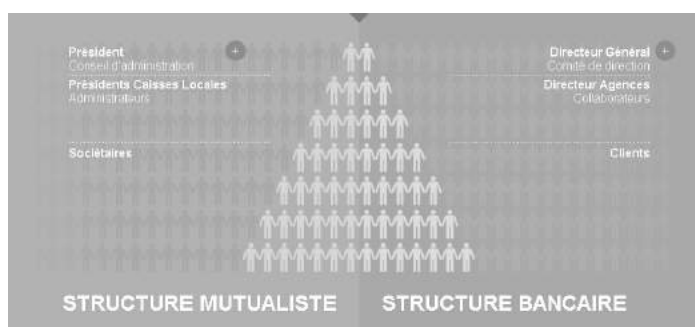 Président
Conseil d'administration
Présidents Caisses Locales
Administrateurs
Sociétaires
Directeur Général
Comité de direction
Directeur Agences
Collaborateurs
Clients
STRUCTURE MUTUALISTE
STRUCTURE BANCAIRE